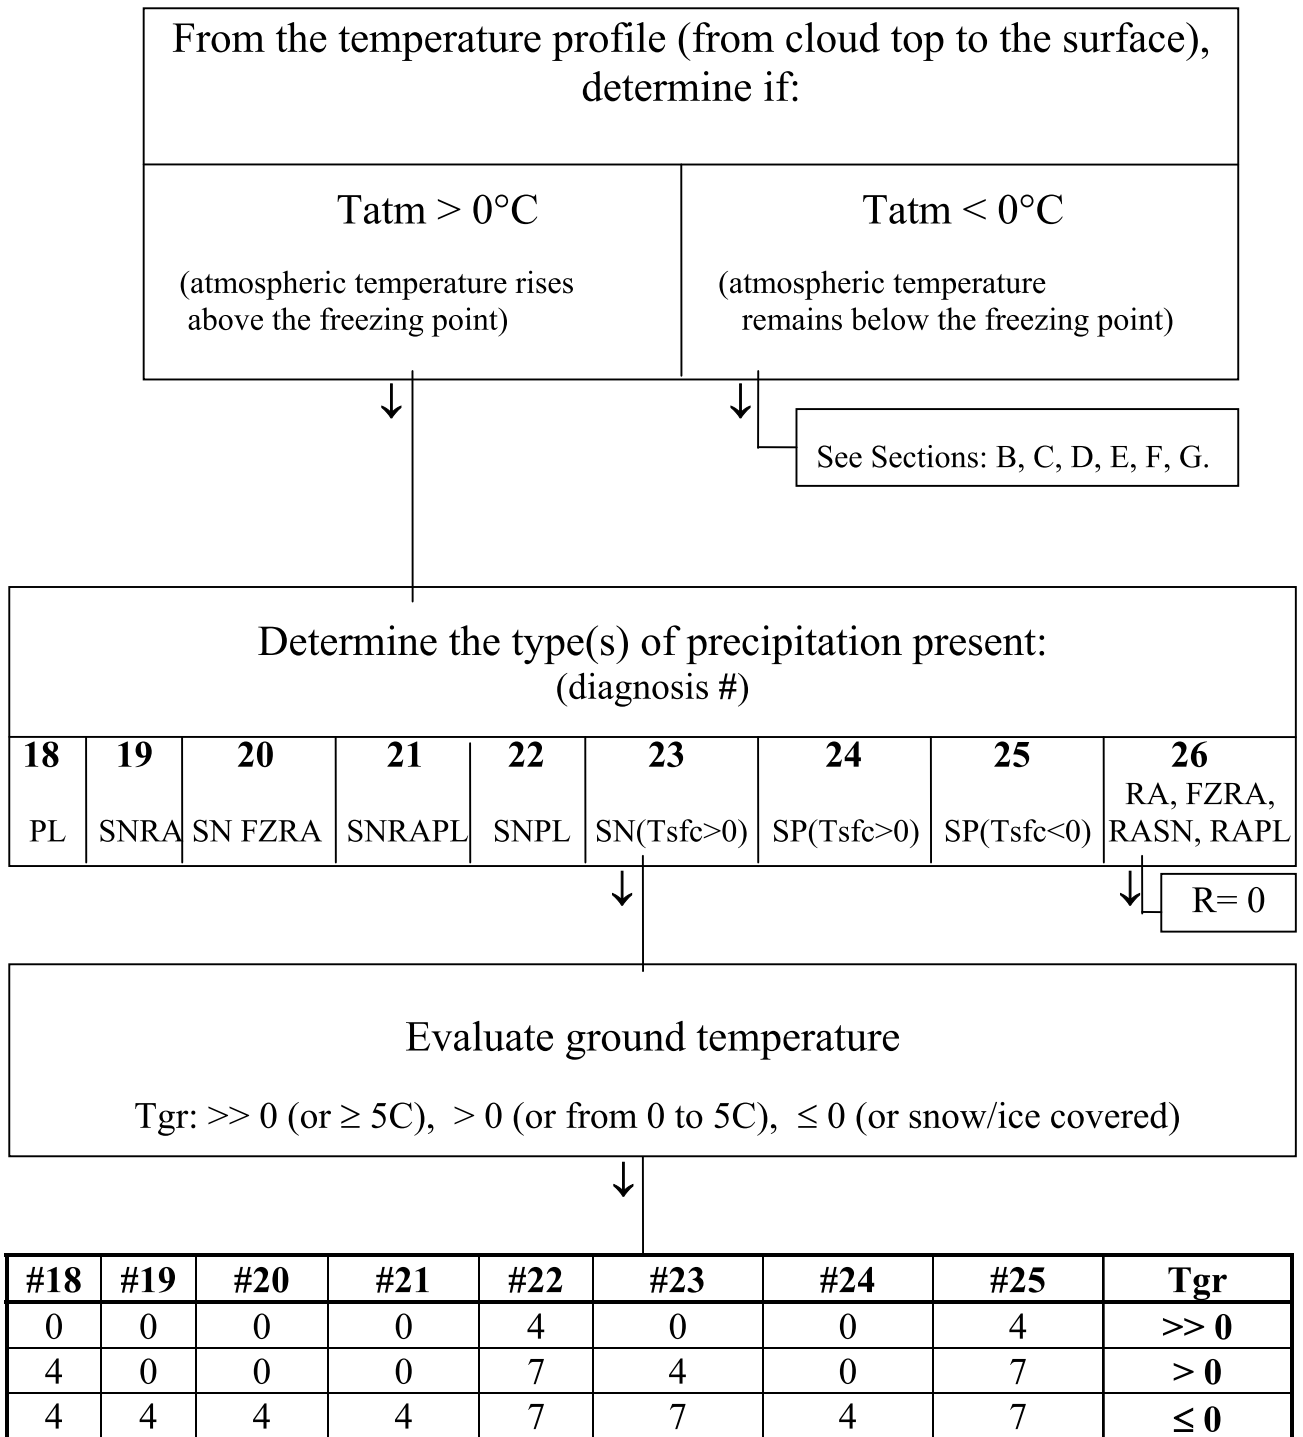 From the temperature profile (from cloud top to the surface),
determine if:
Tatm > 0°C
(atmospheric temperature rises
above the freezing point)
Tatm < 0°C
(atmospheric temperature
remains below the freezing point)
↓
↓
See Sections: B, C, D, E, F, G.
Determine the type(s) of precipitation present:
(diagnosis #)
18 19 20 21 22 23 24 25 26
RA, FZRA,
PL SNRA SN FZRA SNRAPL SNPL SN(Tsfc>0) SP(Tsfc>0) SP(Tsfc<0) RASN, RAPL
↓ ↓
R= 0
Evaluate ground temperature
Tgr: >> 0 (or ≥ 5C), > 0 (or from 0 to 5C), ≤ 0 (or snow/ice covered)
↓
#18 #19 #20 #21 #22 #23 #24 #25 Tgr
0 0 0 0 4 0 0 4 >> 0
4 0 0 0 7 4 0 7 > 0
4 4 4 4 7 7 4 7 ≤ 0